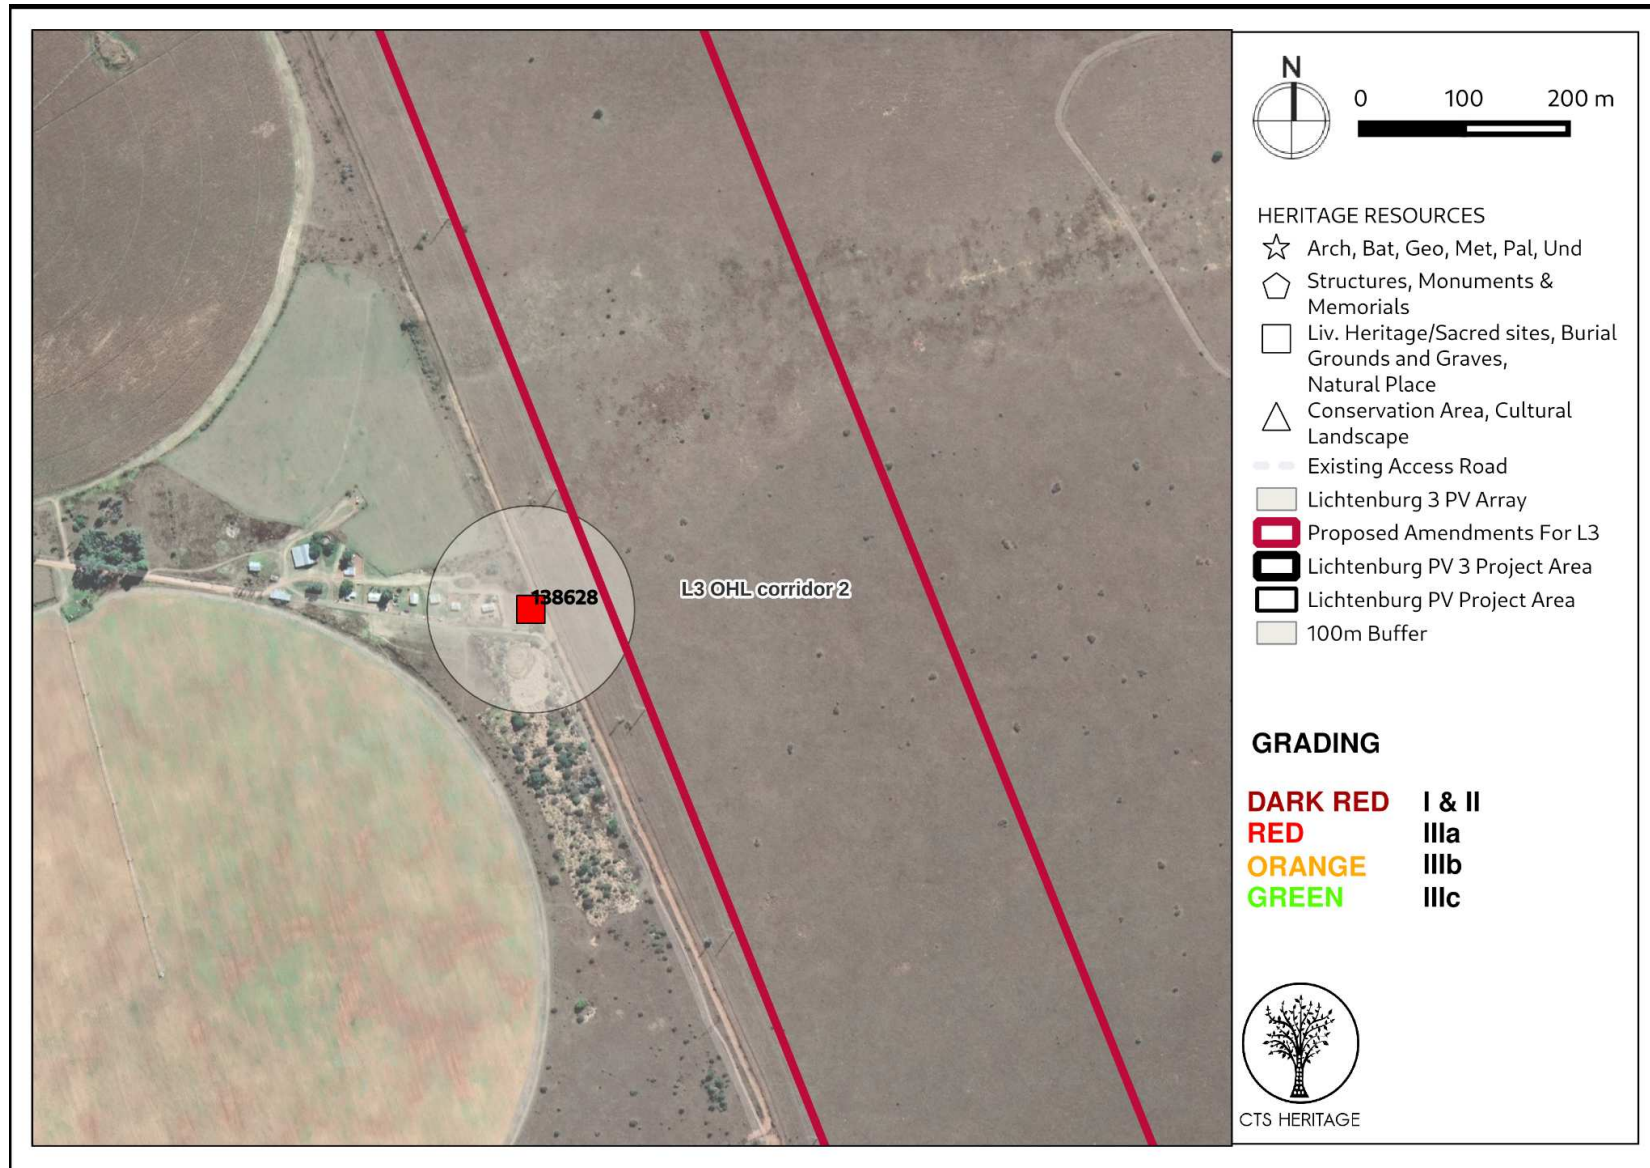 138628
L3 OHL corridor 2
N
0 100 200 m
HERITAGE RESOURCES
Arch, Bat, Geo, Met, Pal, Und
Structures, Monuments &
Memorials
Liv. Heritage/Sacred sites, Burial
Grounds and Graves,
Natural Place
Conservation Area, Cultural
Landscape
Existing Access Road
Lichtenburg 3 PV Array
Proposed Amendments For L3
Lichtenburg PV 3 Project Area
Lichtenburg PV Project Area
100m Buffer
GRADING
DARK RED I & II
RED IIIa
ORANGE IIIb
GREEN IIIc
CTS HERITAGE